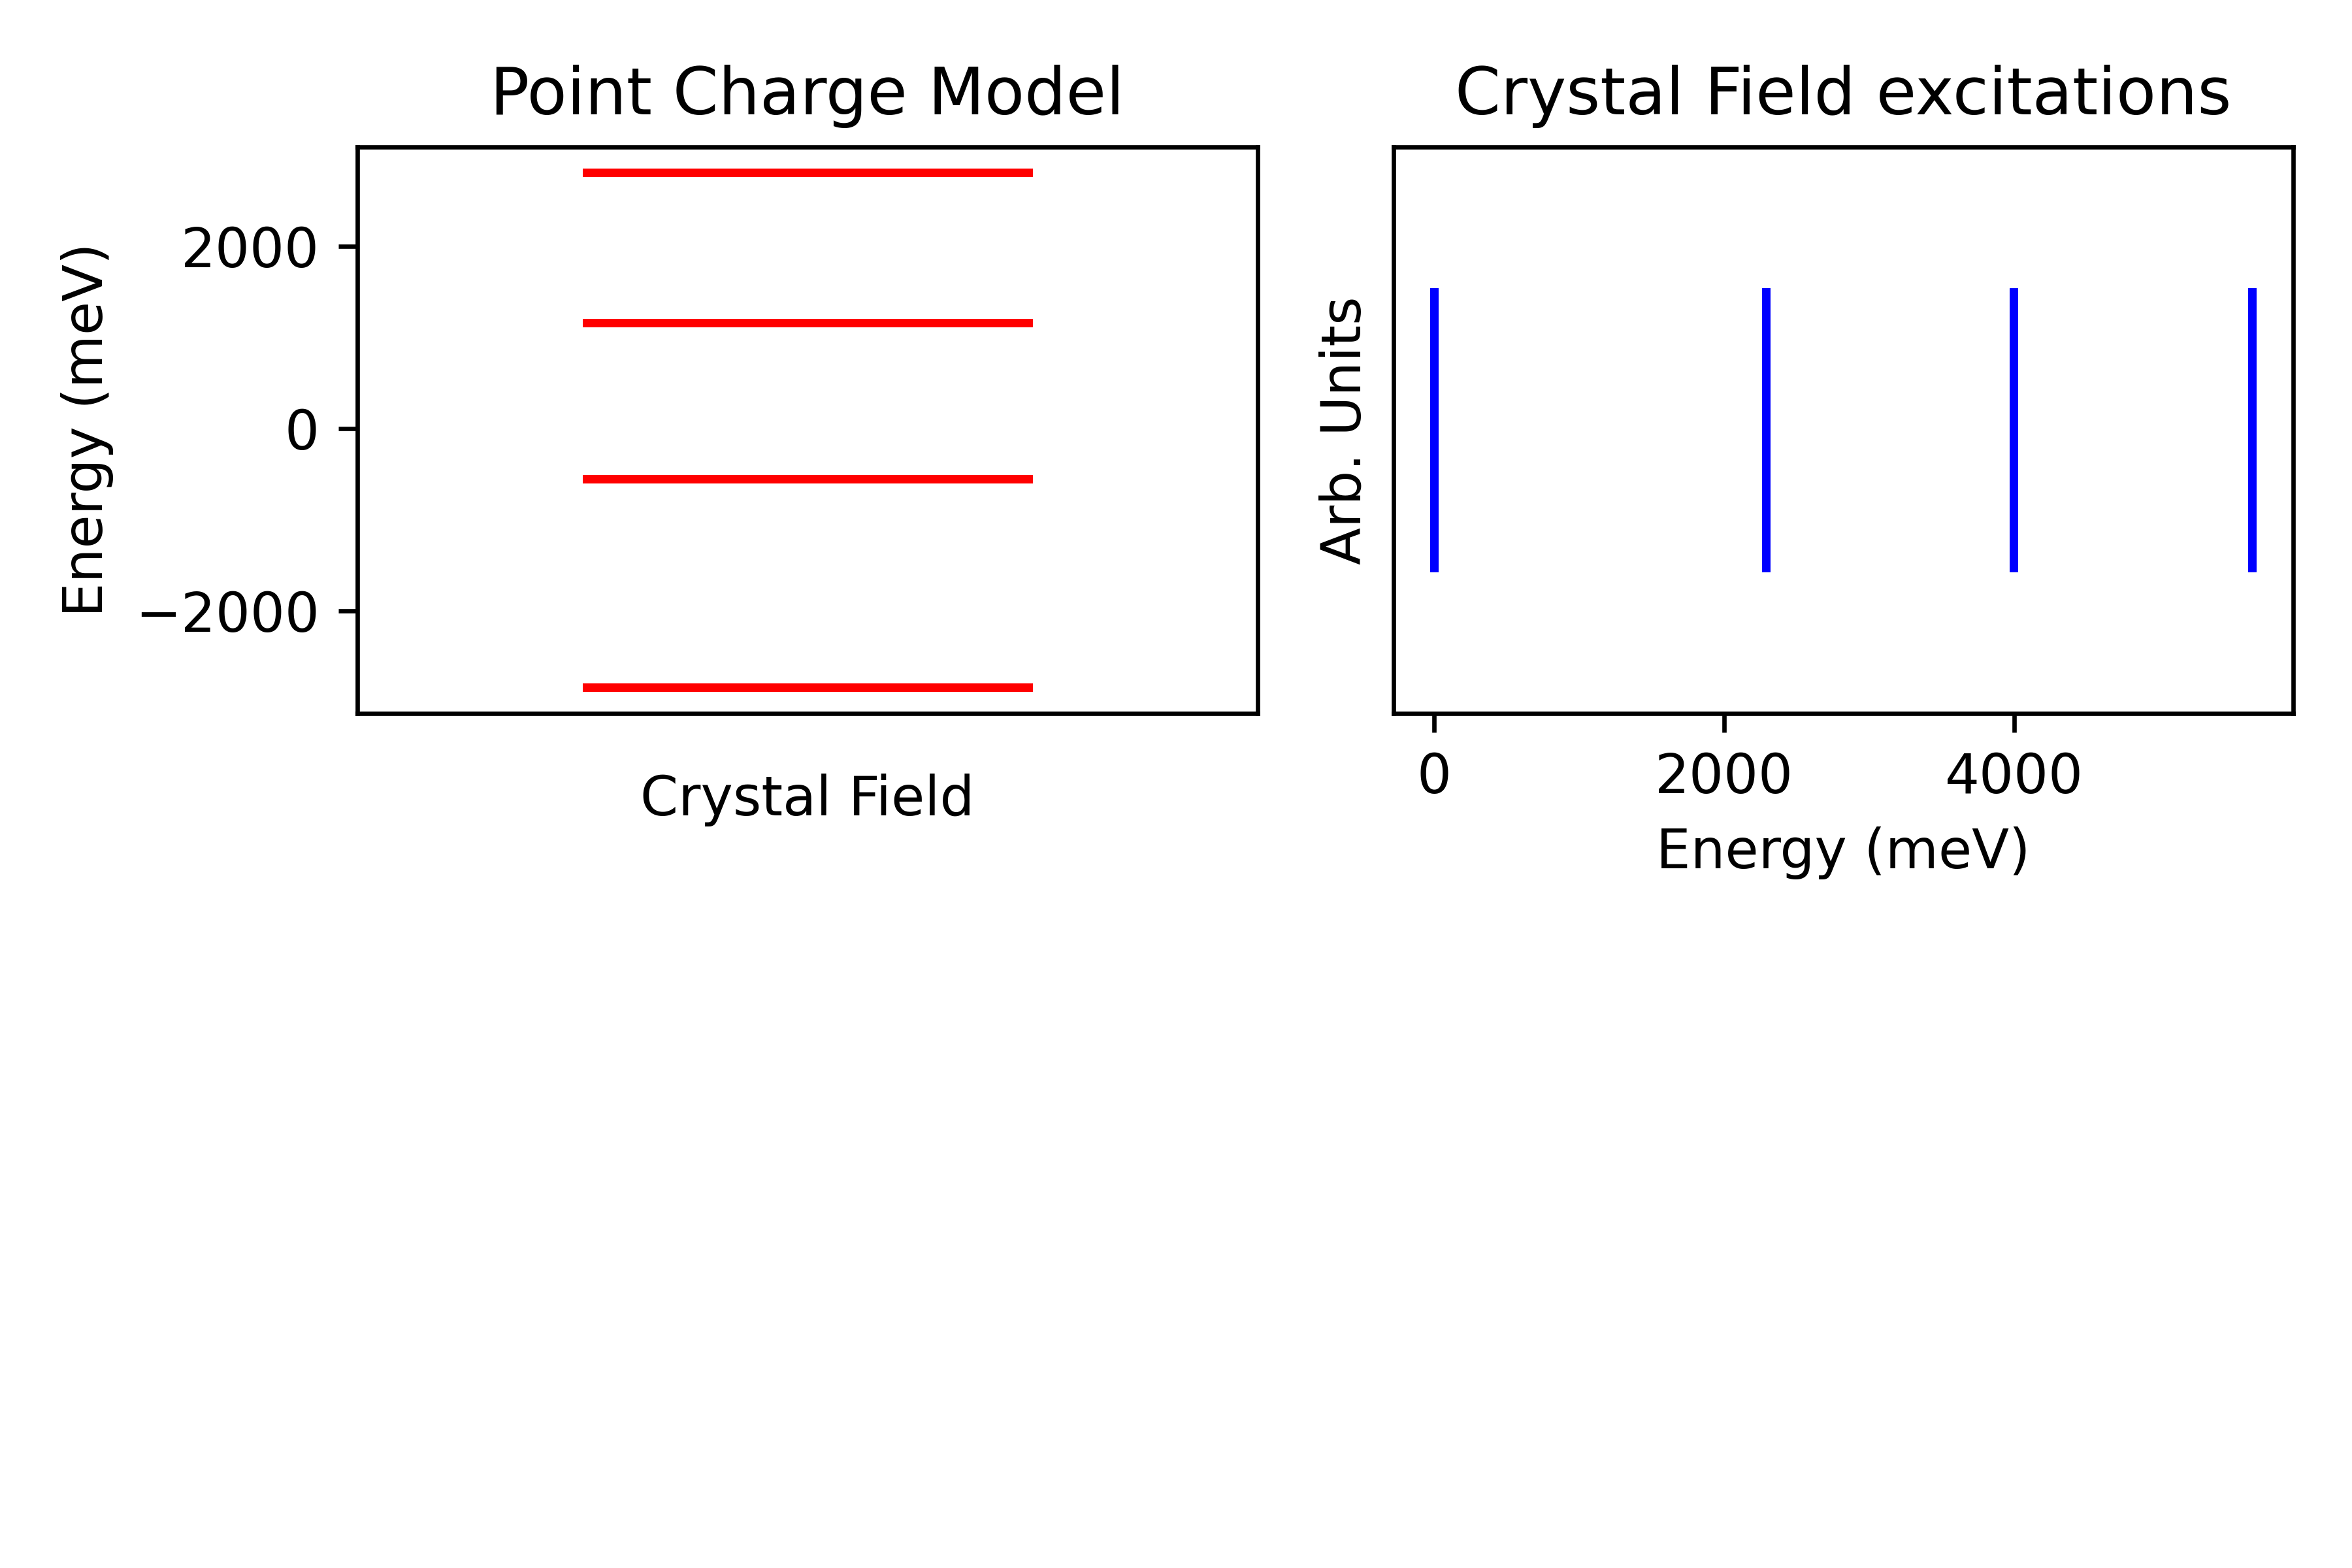 Point Charge Model
Energy (meV)
2000
0
−2000
Crystal Field
Crystal Field excitations
Arb. Units
0 2000 4000
Energy (meV)